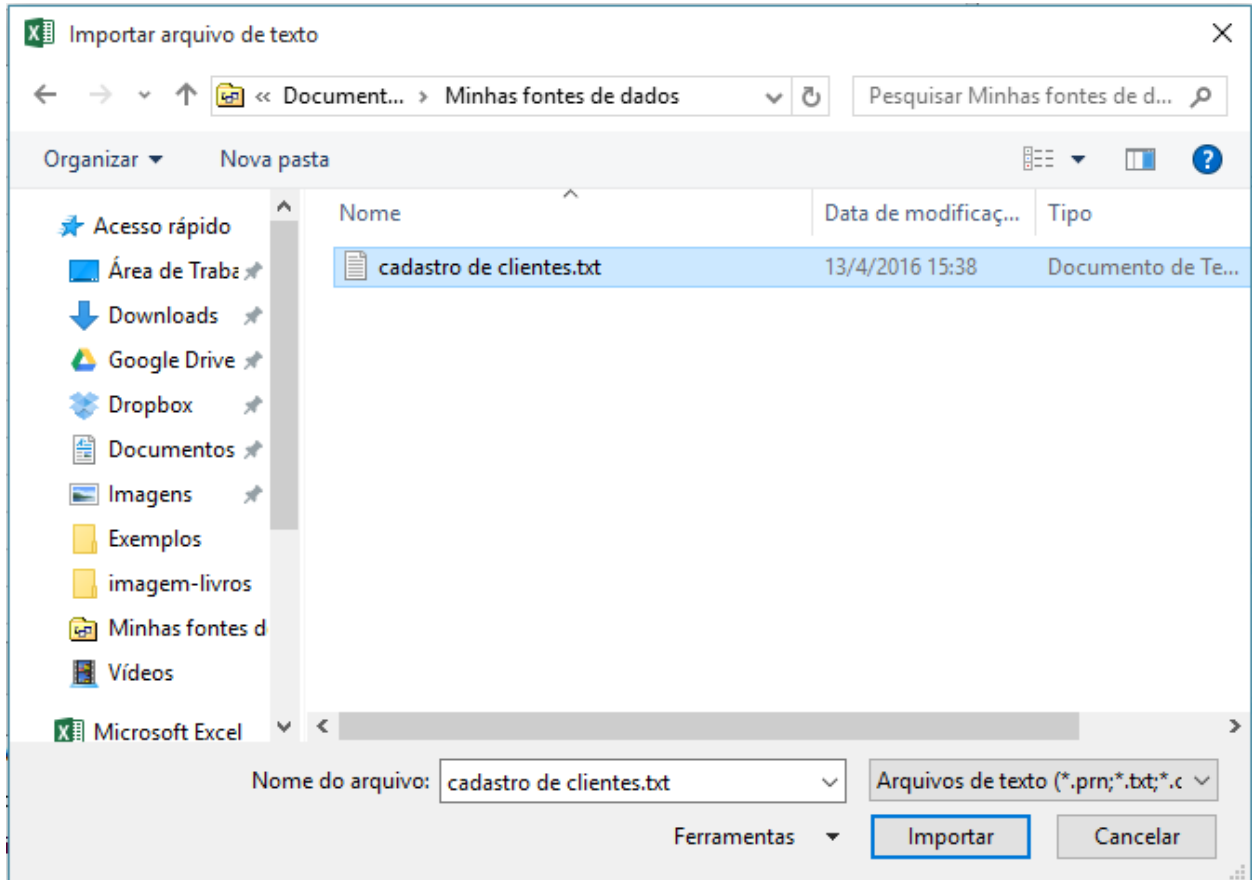 Importar arquivo de texto
« Document... › Minhas fontes de dados
Pesquisar Minhas fontes de d...
Organizar
Nova pasta
Nome
Data de modificaç...
Tipo
Acesso rápido
Área de Traba
Downloads
Google Drive
Dropbox
Documentos
Imagens
Exemplos
imagem-livros
Minhas fontes d
Vídeos
Microsoft Excel
cadastro de clientes.txt
13/4/2016 15:38
Documento de Te...
Nome do arquivo: cadastro de clientes.txt
Arquivos de texto (*.prn;*.txt;*.c
Ferramentas
Importar
Cancelar